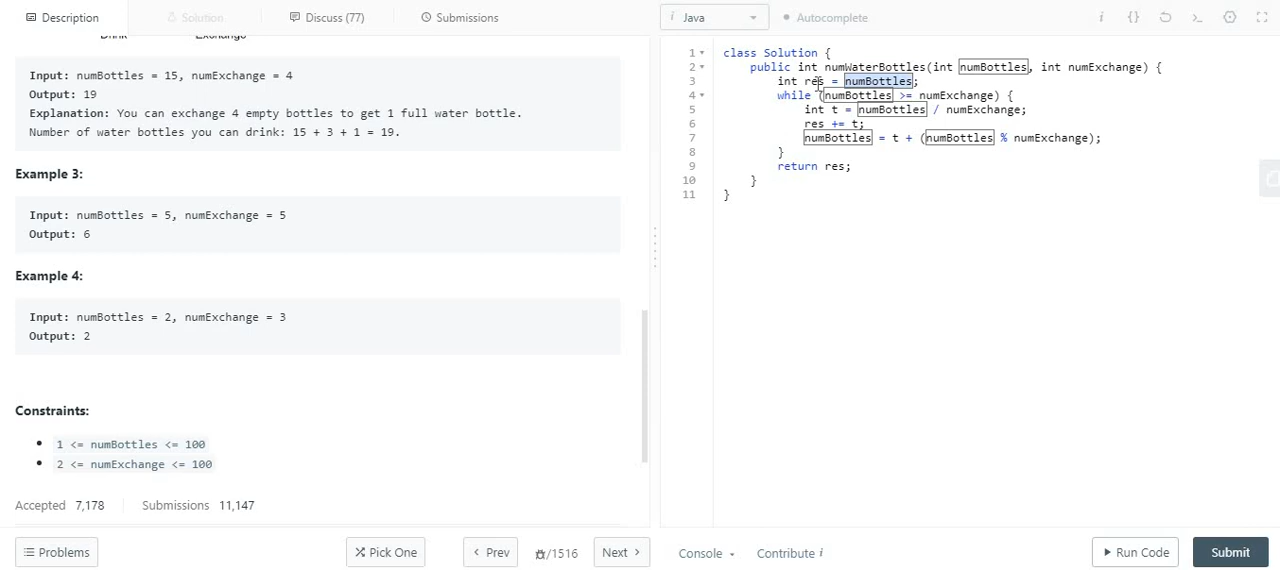 Description
Solution
Discuss (77)
Submissions
Drink Exchange
Input: numBottles = 15, numExchange = 4
Output: 19
Explanation: You can exchange 4 empty bottles to get 1 full water bottle.
Number of water bottles you can drink: 15 + 3 + 1 = 19.
Example 3:
Input: numBottles = 5, numExchange = 5
Output: 6
Example 4:
Input: numBottles = 2, numExchange = 3
Output: 2
Constraints:
1 <= numBottles <= 100
2 <= numExchange <= 100
Accepted 7,178 Submissions 11,147
Problems
Pick One
Prev
/1516
Next
i Java
Autocomplete
i {}
1 class Solution {
2 public int numWaterBottles(int numBottles, int numExchange) {
3 int res = numBottles;
4 while (numBottles >= numExchange) {
5 int t = numBottles / numExchange;
6 res += t;
7 numBottles = t + (numBottles % numExchange);
8 }
9 return res;
10 }
11 }
Console
Contribute i
Run Code
Submit